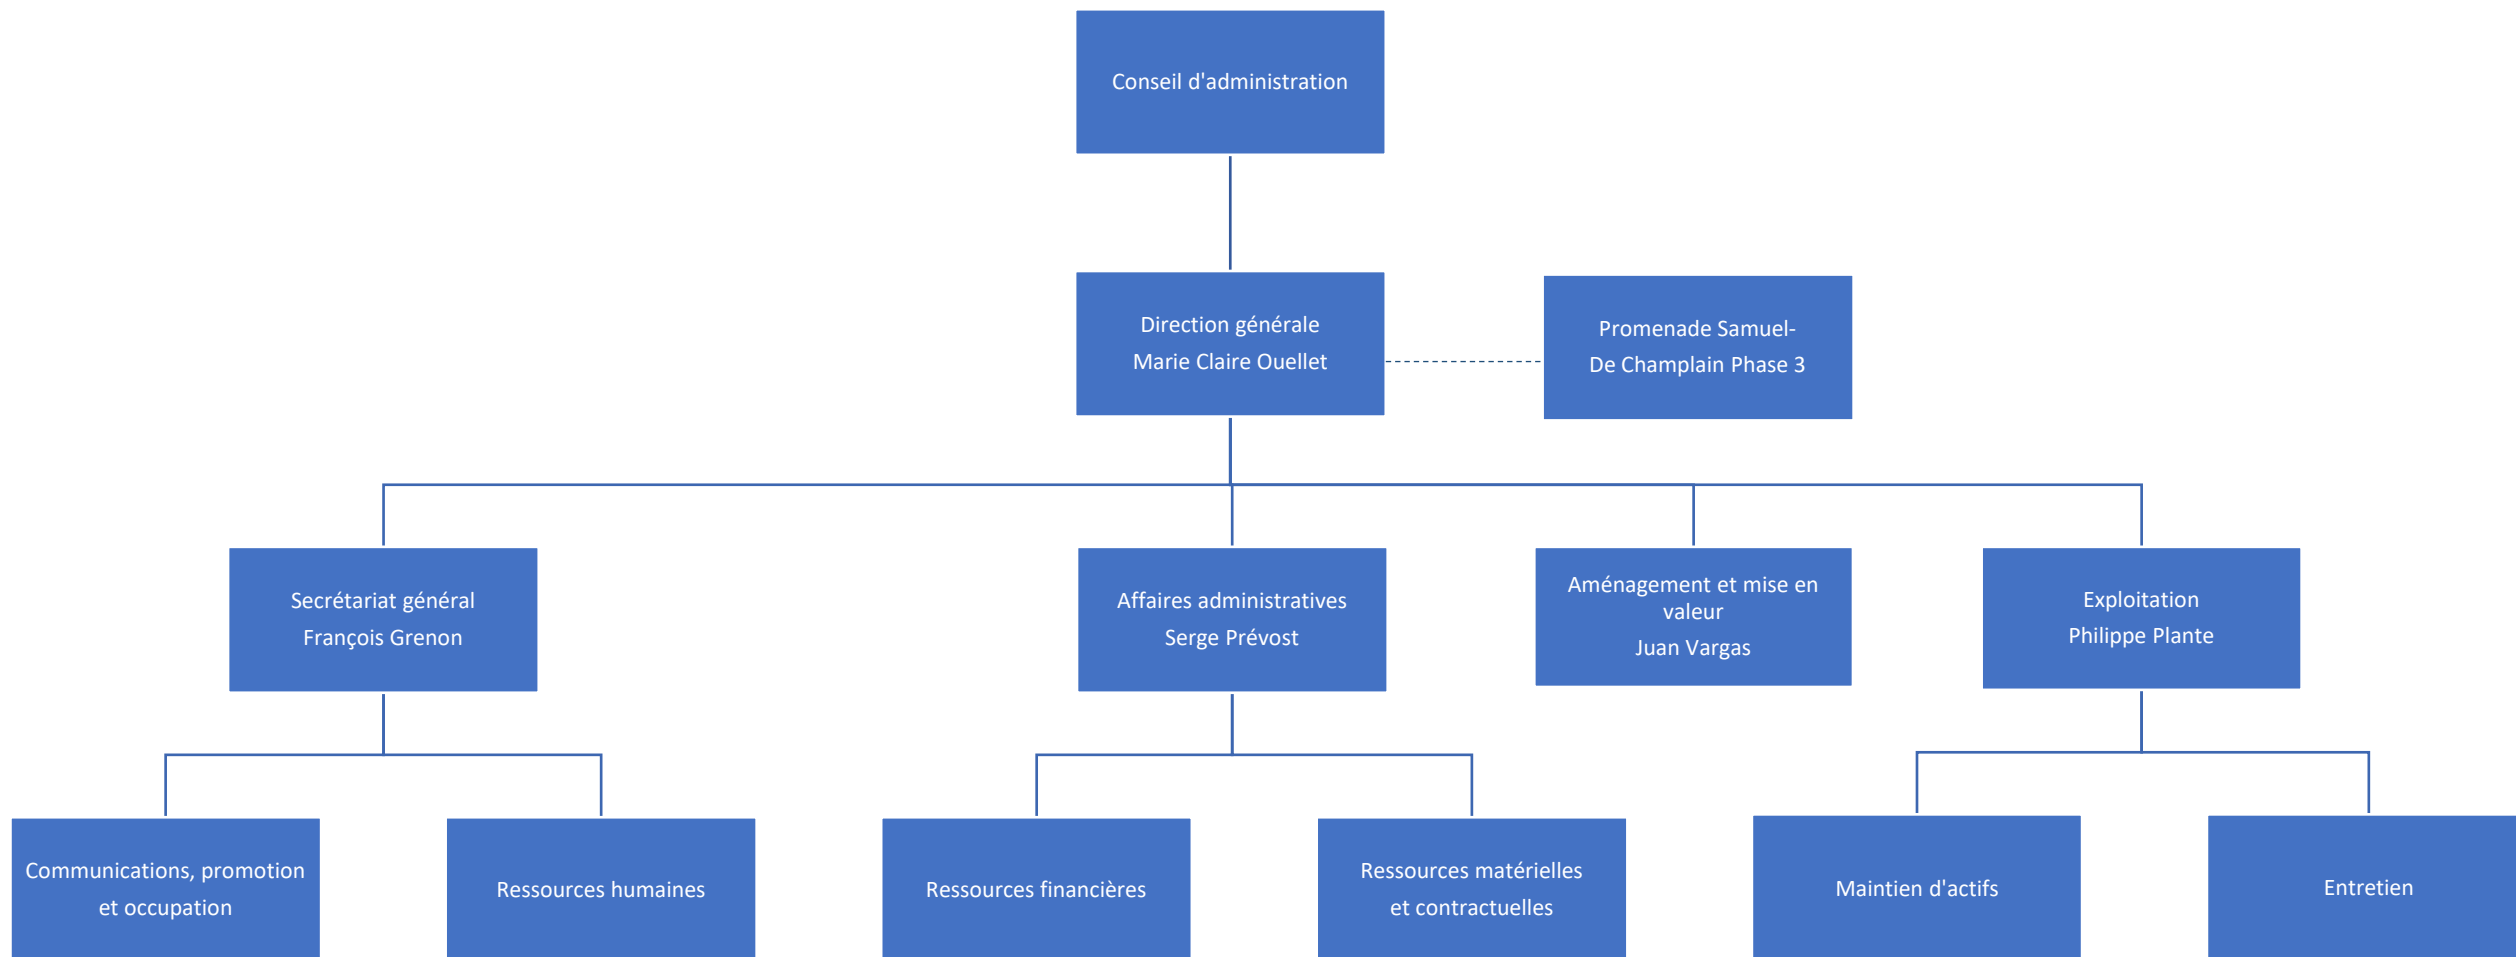 Conseil d'administration
Direction générale
Marie Claire Ouellet
Promenade Samuel-
De Champlain Phase 3
Secrétariat général
François Grenon
Affaires administratives
Serge Prévost
Aménagement et mise en
valeur
Juan Vargas
Exploitation
Philippe Plante
Communications, promotion
et occupation
Ressources humaines
Ressources financières
Ressources matérielles
et contractuelles
Maintien d'actifs
Entretien